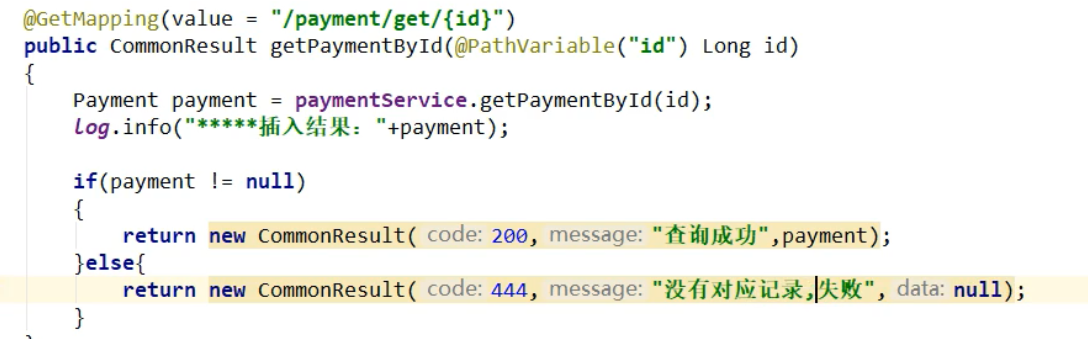 @GetMapping(value = "/payment/get/{id}")
public CommonResult getPaymentById(@PathVariable("id") Long id)
{
Payment payment = paymentService.getPaymentById(id);
log.info("*****插入结果："+payment);
if(payment != null)
{
return new CommonResult( code: 200, message: "查询成功",payment);
}else{
return new CommonResult( code: 444, message: "没有对应记录,失败", data: null);
}